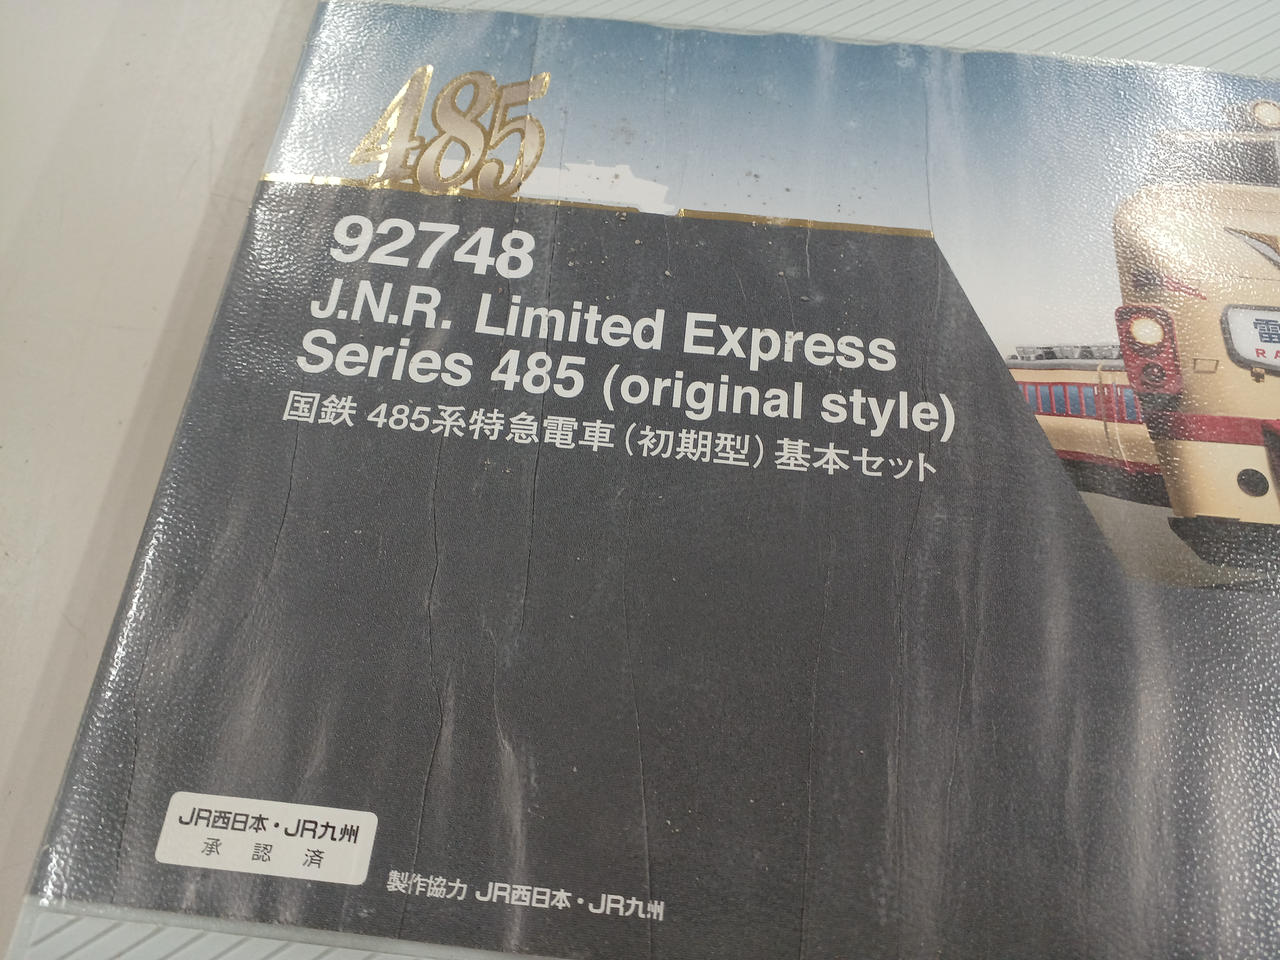 485
92748
J.N.R. Limited Express
Series 485 (original style)
国鉄 485系特急電車（初期型）基本セット
JR西日本・JR九州
承認済
製作協力 JR西日本・JR九州